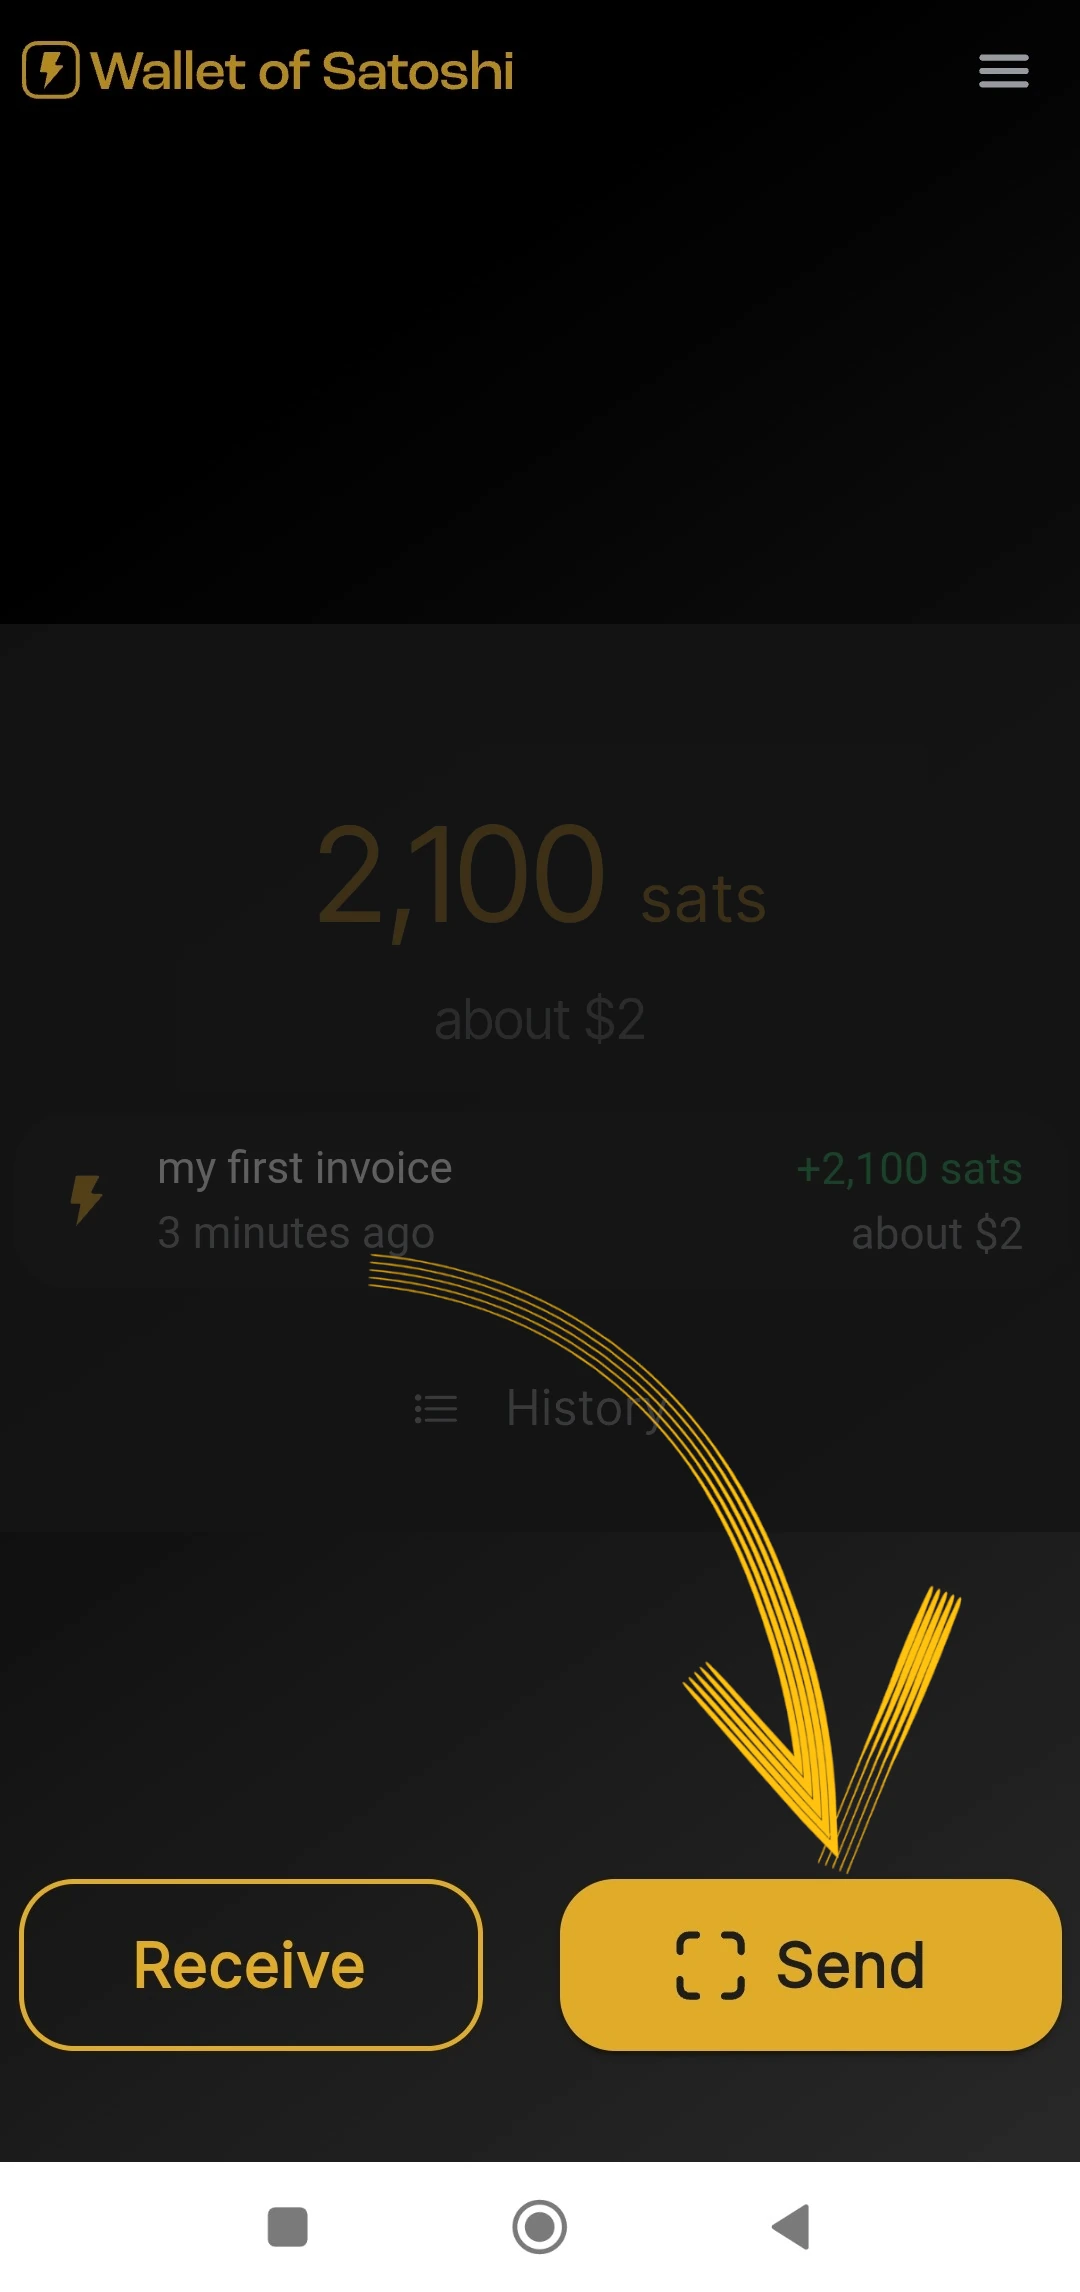 Wallet of Satoshi
2,100 sats
about $2
my first invoice
+2,100 sats
3 minutes ago
about $2
History
Receive
Send